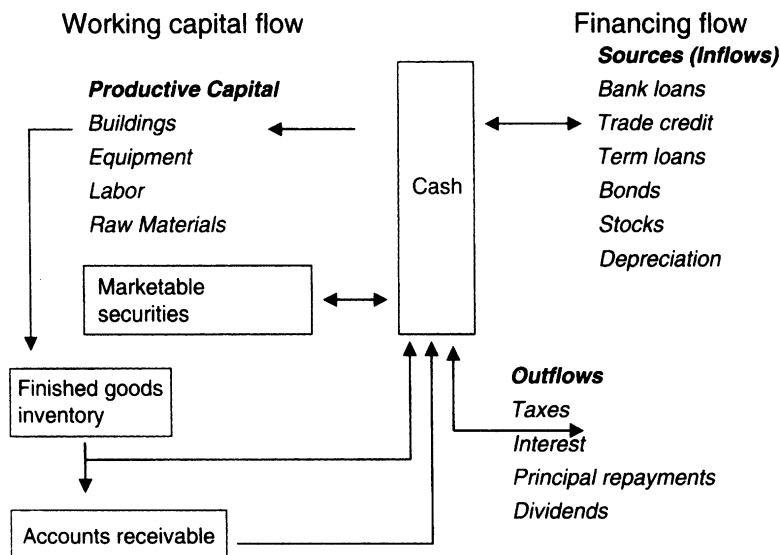 Working capital flow
Financing flow
Productive Capital
Buildings
Equipment
Labor
Raw Materials
Marketable
securities
Finished goods
inventory
Accounts receivable
Cash
Sources (Inflows)
Bank loans
Trade credit
Term loans
Bonds
Stocks
Depreciation
Outflows
Taxes
Interest
Principal repayments
Dividends